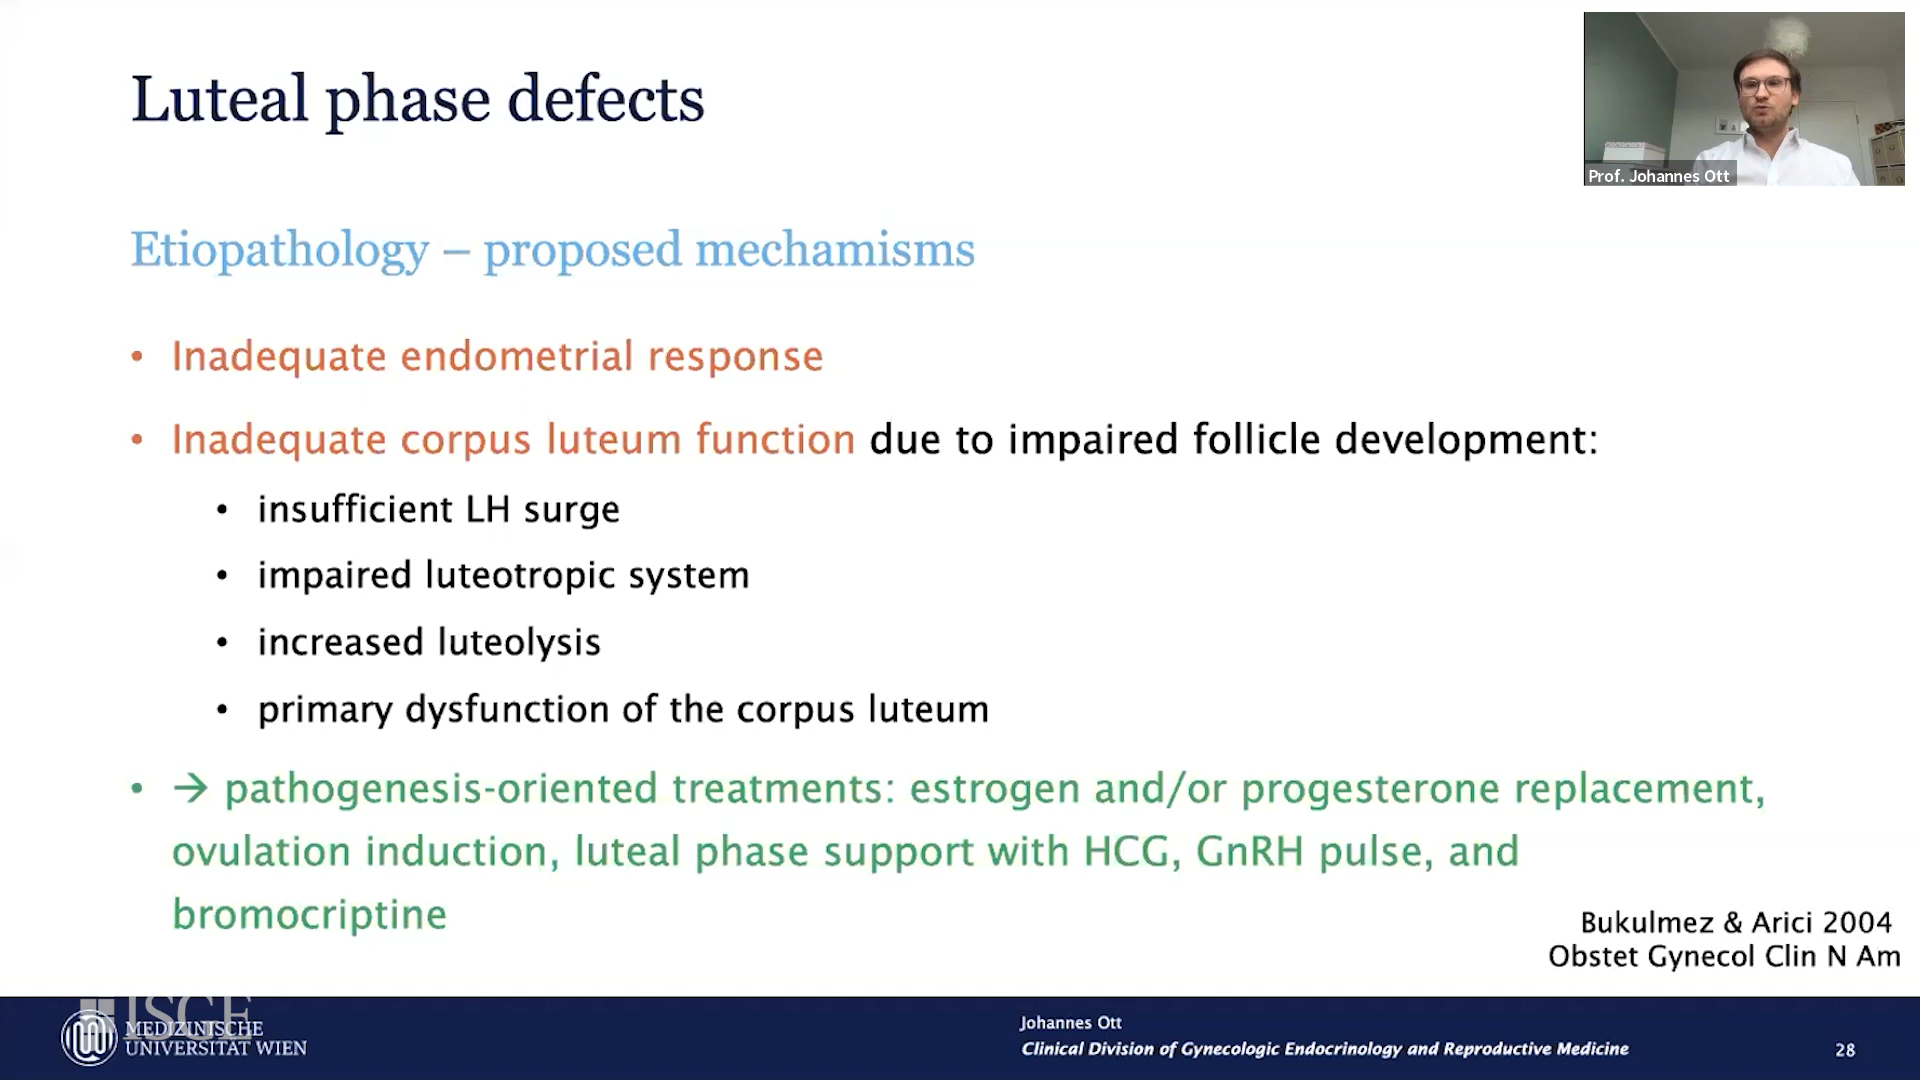 Luteal phase defects
Prof. Johannes Ott
Etiopathology – proposed mechamisms
• Inadequate endometrial response
• Inadequate corpus luteum function due to impaired follicle development:
• insufficient LH surge
• impaired luteotropic system
• increased luteolysis
• primary dysfunction of the corpus luteum
• → pathogenesis-oriented treatments: estrogen and/or progesterone replacement,
ovulation induction, luteal phase support with HCG, GnRH pulse, and
bromocriptine
Bukulmez & Arici 2004
Obstet Gynecol Clin N Am
ISGE
MEDIZINISCHE
UNIVERSITÄT WIEN
Johannes Ott
Clinical Division of Gynecologic Endocrinology and Reproductive Medicine
28